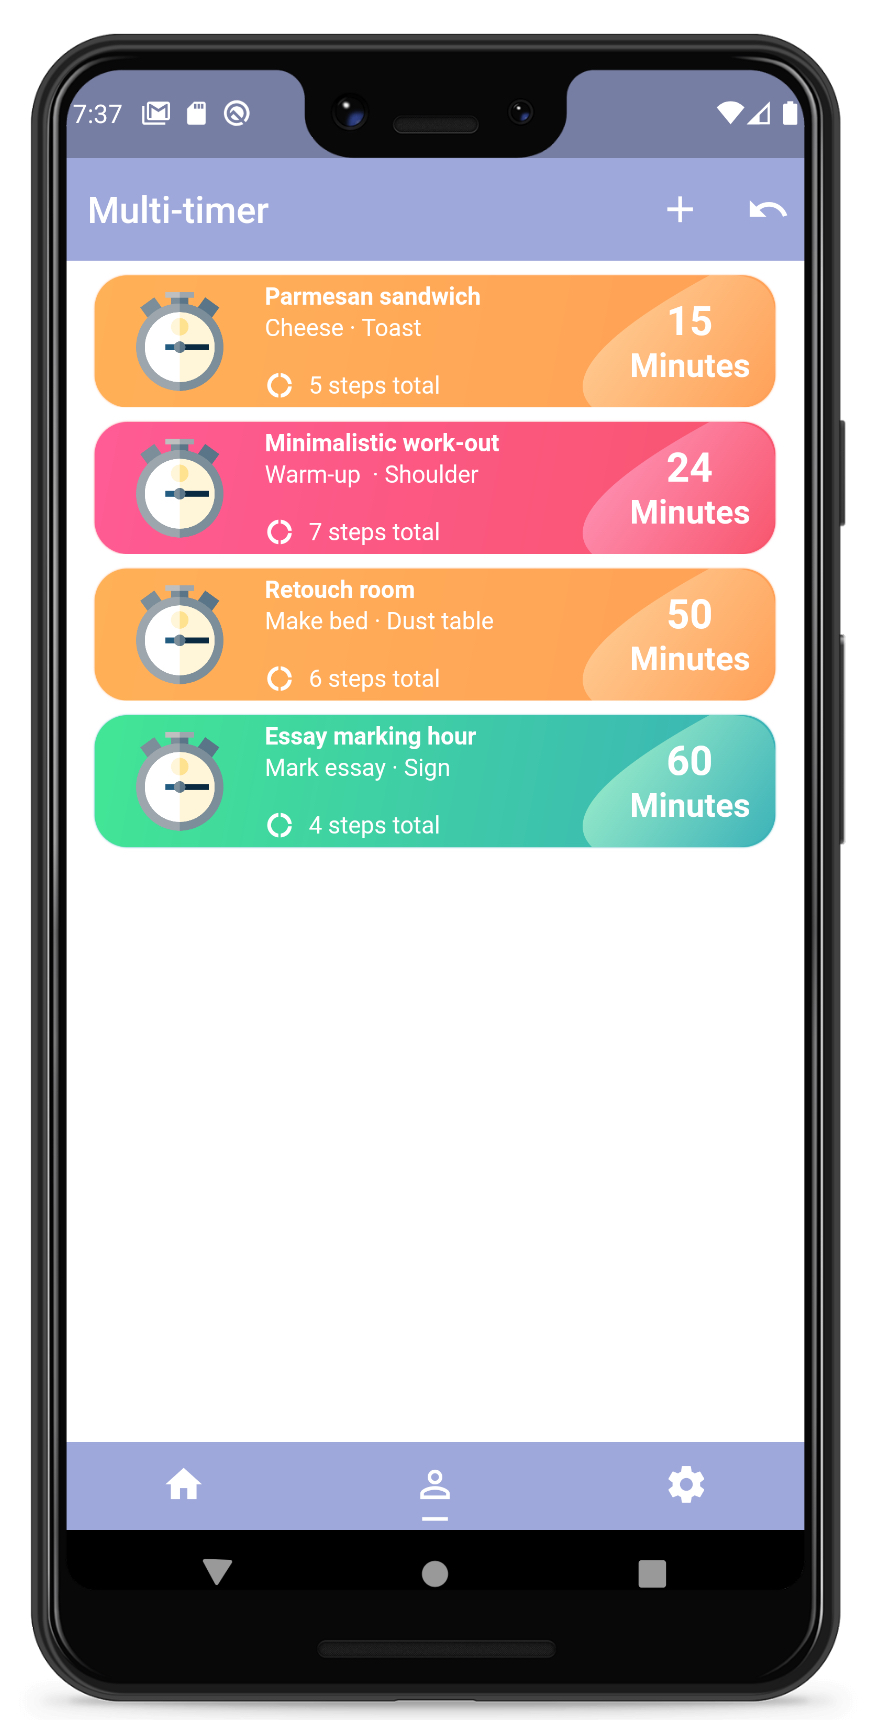 7:37
Multi-timer
Parmesan sandwich
Cheese · Toast
5 steps total
15
Minutes
Minimalistic work-out
Warm-up  · Shoulder
7 steps total
24
Minutes
Retouch room
Make bed · Dust table
6 steps total
50
Minutes
Essay marking hour
Mark essay · Sign
4 steps total
60
Minutes